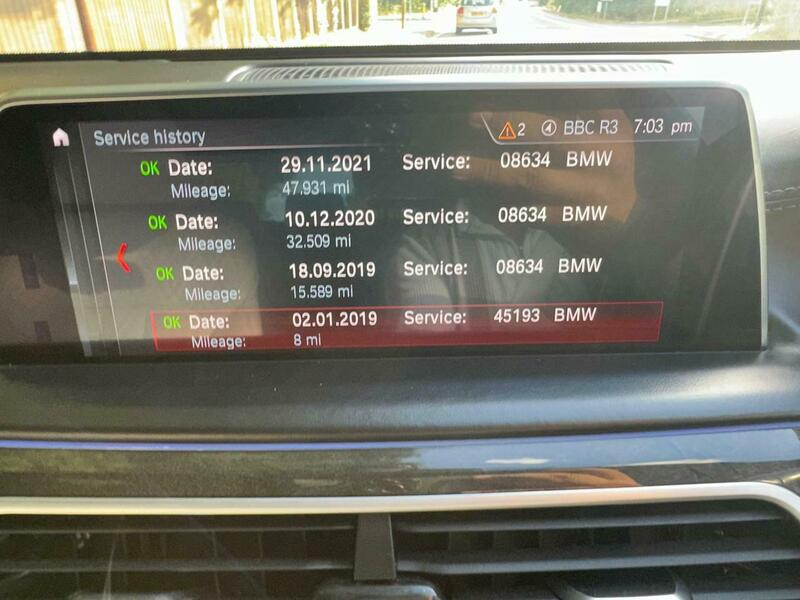 Service history
2 4 BBC R3 7:03 pm
OK Date: 29.11.2021 Service: 08634 BMW
Mileage: 47.931 mi
OK Date: 10.12.2020 Service: 08634 BMW
Mileage: 32.509 mi
OK Date: 18.09.2019 Service: 08634 BMW
Mileage: 15.589 mi
OK Date: 02.01.2019 Service: 45193 BMW
Mileage: 8 mi